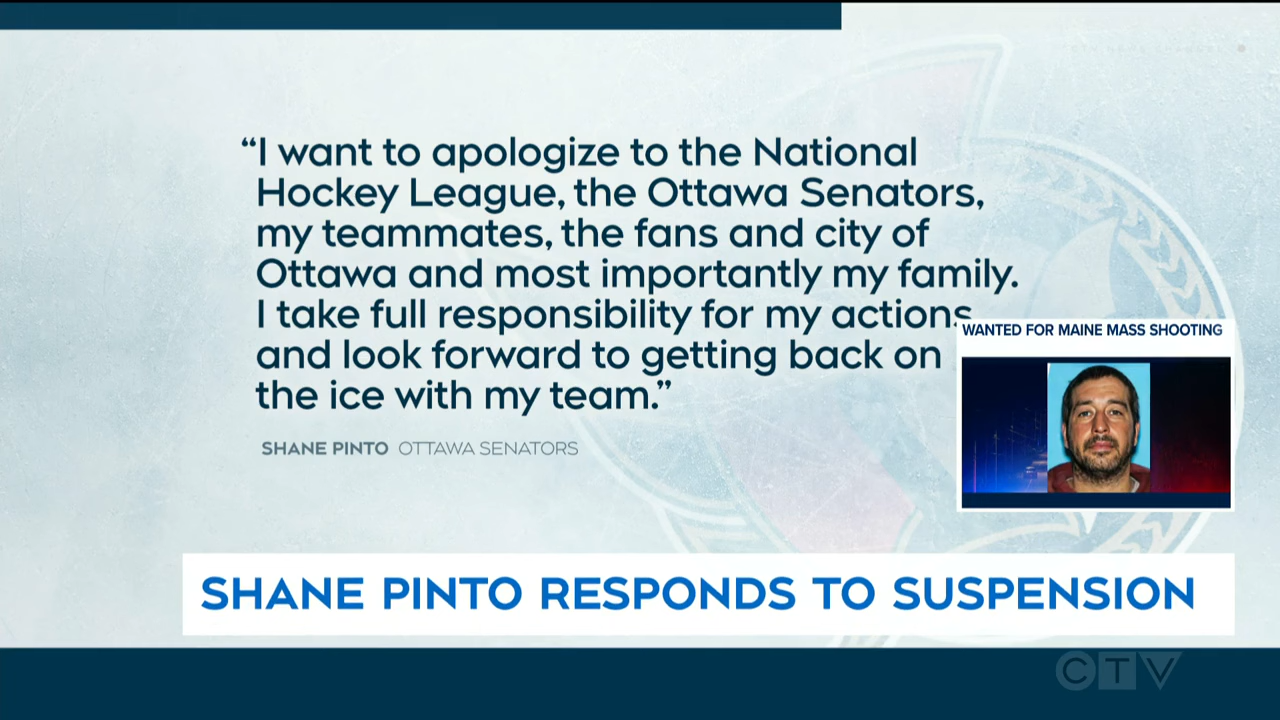 “I want to apologize to the National
Hockey League, the Ottawa Senators,
my teammates, the fans and city of
Ottawa and most importantly my family.
I take full responsibility for my actions
and look forward to getting back on
the ice with my team.”
SHANE PINTO OTTAWA SENATORS
WANTED FOR MAINE MASS SHOOTING
SHANE PINTO RESPONDS TO SUSPENSION
CTV